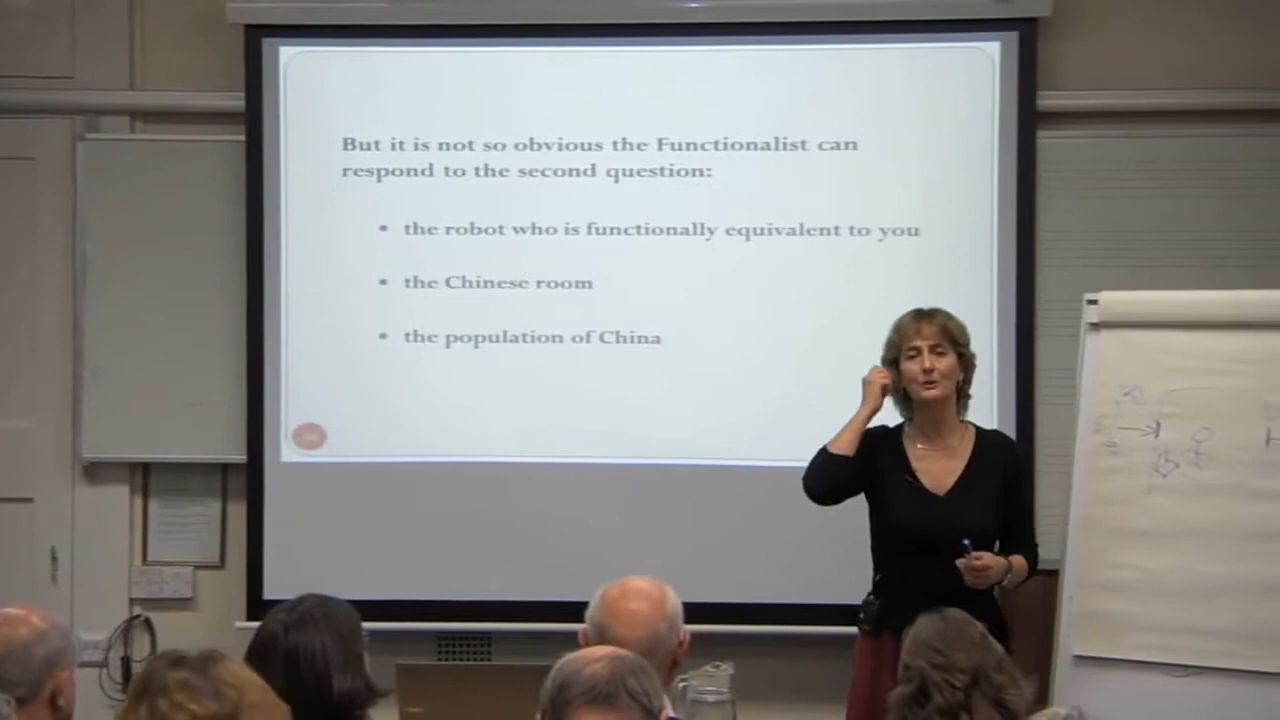 But it is not so obvious the Functionalist can
respond to the second question:
• the robot who is functionally equivalent to you
• the Chinese room
• the population of China